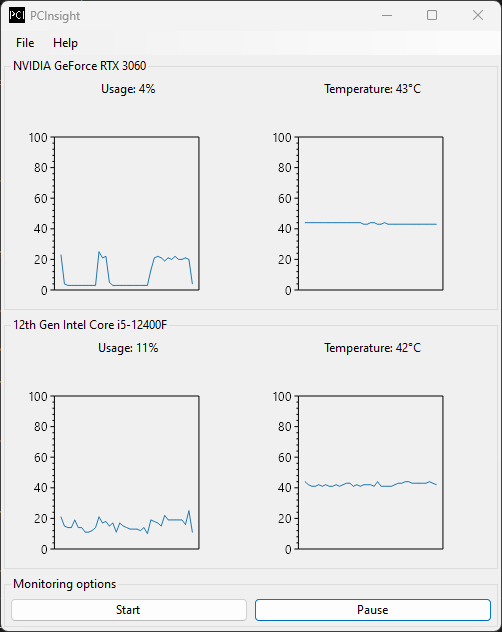 PCI PCInsight
File Help
NVIDIA GeForce RTX 3060
Usage: 4% Temperature: 43°C
100 100
80 80
60 60
40 40
20 20
0 0
12th Gen Intel Core i5-12400F
Usage: 11% Temperature: 42°C
100 100
80 80
60 60
40 40
20 20
0 0
Monitoring options
Start Pause